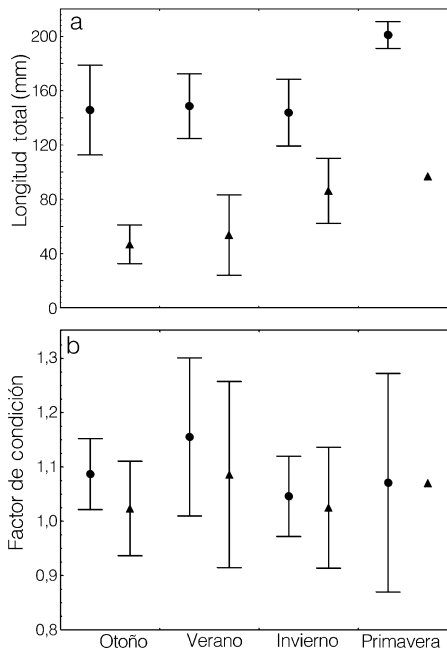 a
Longitud total (mm)
200
160
120
80
40
0
b
Factor de condición
1,3
1,2
1,1
1,0
0,9
0,8
Otoño
Verano
Invierno
Primavera